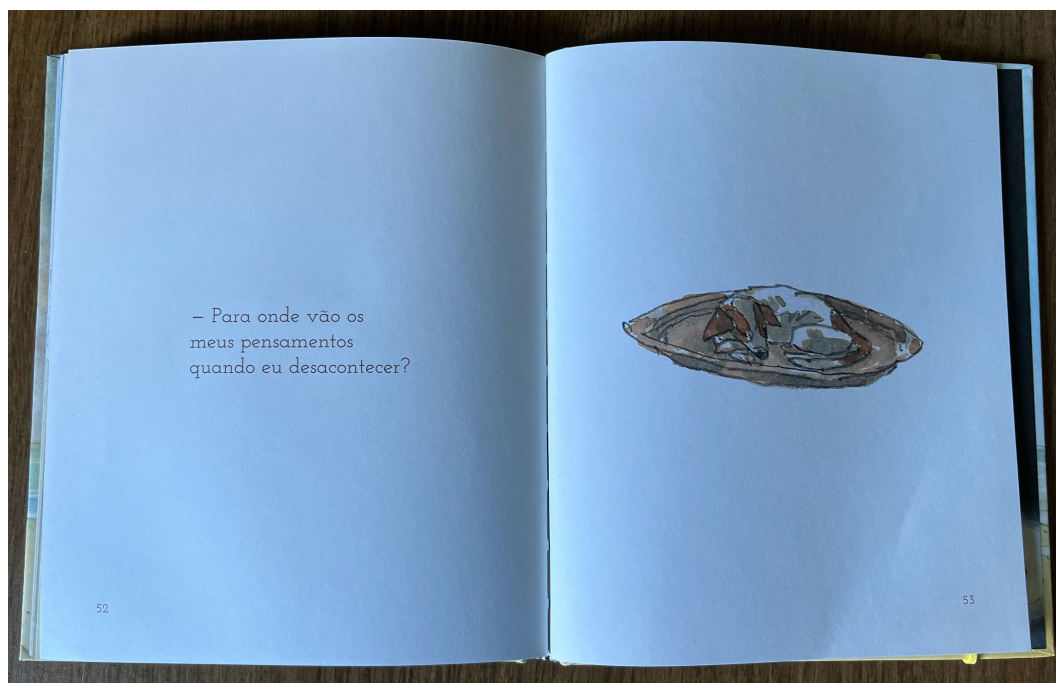 – Para onde vão os
meus pensamentos
quando eu desacontecer?
52
53